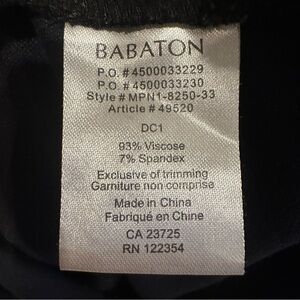 BABATON
P.O. # 4500033229
P.O. # 4500033230
Style # MPN1-8250-33
Article # 49520
DC1
93% Viscose
7% Spandex
Exclusive of trimming
Garniture non comprise
Made in China
Fabriqué en Chine
CA 23725
RN 122354